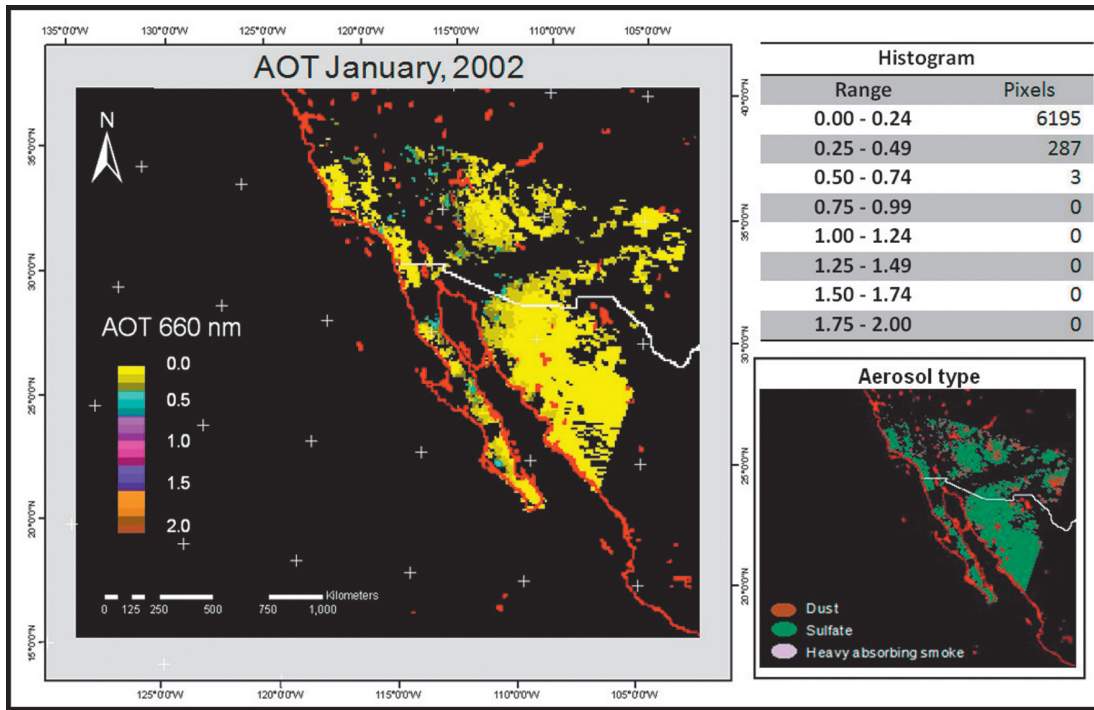 135°0'0"W 130°0'0"W 125°0'0"W 120°0'0"W 115°0'0"W 110°0'0"W 105°0'0"W
AOT January, 2002
N
40°0'0"N
35°0'0"N
35°0'0"N
30°0'0"N
30°0'0"N
25°0'0"N
25°0'0"N
20°0'0"N
20°0'0"N
15°0'0"N
AOT 660 nm
0.0
0.5
1.0
1.5
2.0
Kilometers
0 125 250 500 750 1,000
125°0'0"W 120°0'0"W 115°0'0"W 110°0'0"W 105°0'0"W
Histogram
Range Pixels
0.00 - 0.24 6195
0.25 - 0.49 287
0.50 - 0.74 3
0.75 - 0.99 0
1.00 - 1.24 0
1.25 - 1.49 0
1.50 - 1.74 0
1.75 - 2.00 0
Aerosol type
Dust
Sulfate
Heavy absorbing smoke